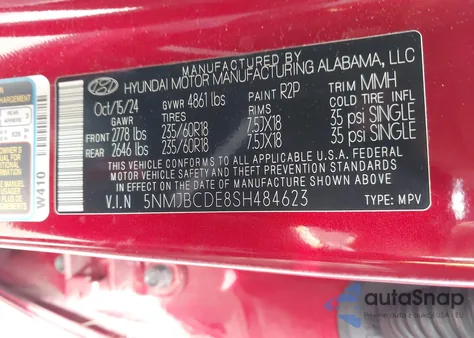 MANUFACTURED BY
HYUNDAI MOTOR MANUFACTURING ALABAMA, LLC
Oct/15/24 GVWR 4861 lbs PAINT R2P TRIM MMH
GAWR TIRES RIMS COLD TIRE INFL
FRONT 2778 lbs 235/60R18 7.5JX18 35 psi SINGLE
REAR 2646 lbs 235/60R18 7.5JX18 35 psi SINGLE
THIS VEHICLE CONFORMS TO ALL APPLICABLE U.S.A. FEDERAL
MOTOR VEHICLE SAFETY AND THEFT PREVENTION STANDARDS
IN EFFECT ON THE DATE OF MANUFACTURE SHOWN ABOVE.
V.I.N 5NMJBCDE8SH484623 TYPE: MPV
W410
autoSnap